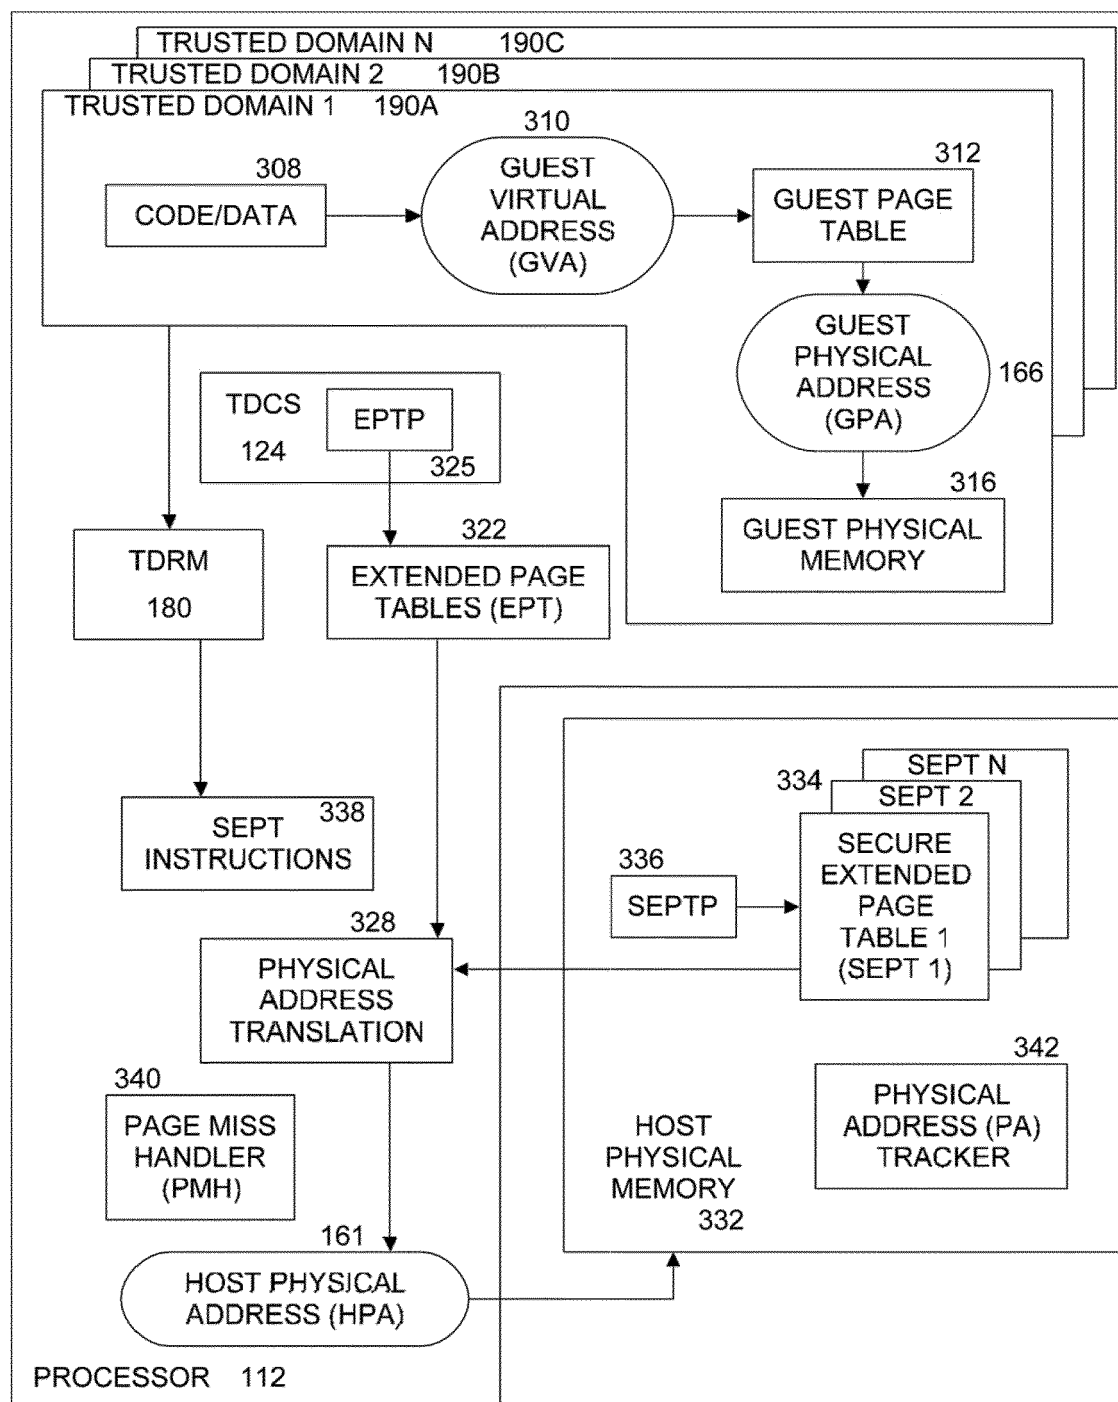 TRUSTED DOMAIN N 190C
TRUSTED DOMAIN 2 190B
TRUSTED DOMAIN 1 190A
308
CODE/DATA
310
GUEST
VIRTUAL
ADDRESS
(GVA)
312
GUEST PAGE
TABLE
GUEST
PHYSICAL
ADDRESS
(GPA)
166
316
GUEST PHYSICAL
MEMORY
TDCS
124
EPTP
325
TDRM
180
322
EXTENDED PAGE
TABLES (EPT)
338
SEPT
INSTRUCTIONS
SEPT N
334
SEPT 2
SECURE
EXTENDED
PAGE
TABLE 1
(SEPT 1)
336
SEPTP
328
PHYSICAL
ADDRESS
TRANSLATION
342
PHYSICAL
ADDRESS (PA)
TRACKER
340
PAGE MISS
HANDLER
(PMH)
HOST
PHYSICAL
MEMORY
332
161
HOST PHYSICAL
ADDRESS (HPA)
PROCESSOR 112